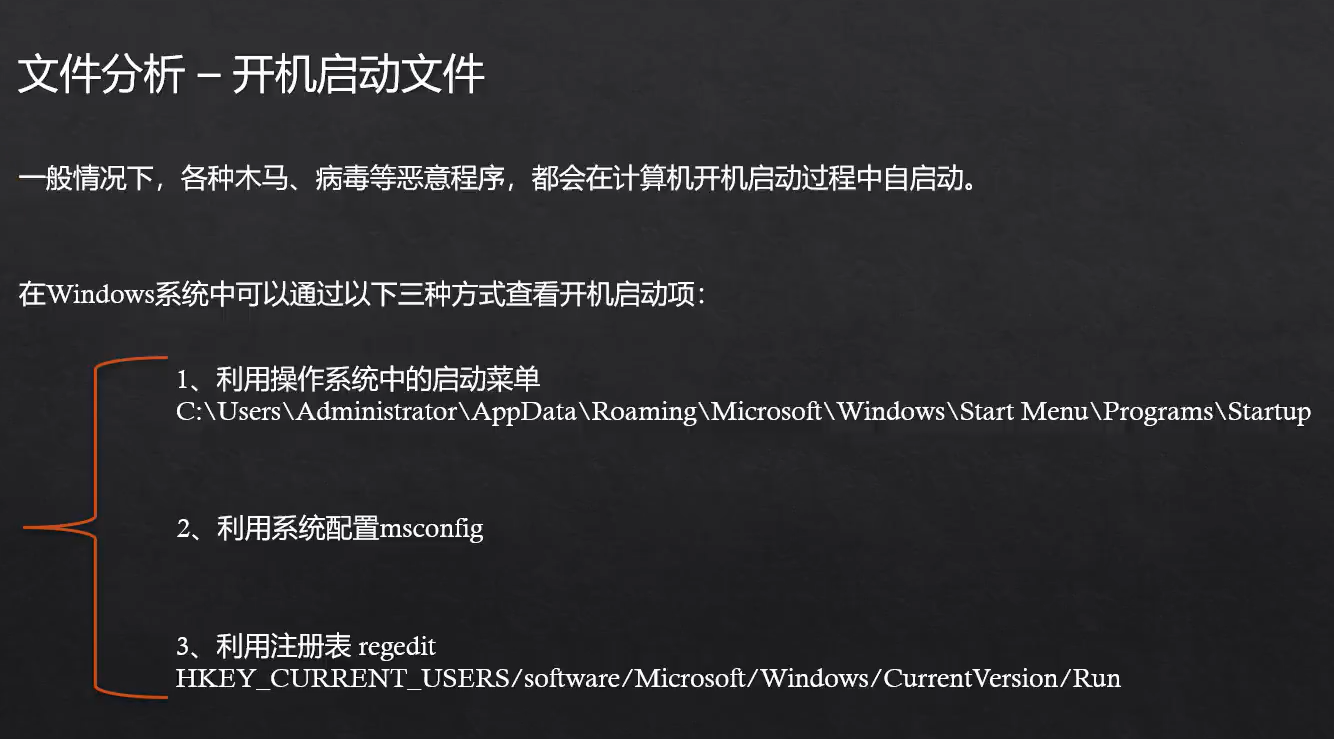 文件分析 – 开机启动文件
一般情况下，各种木马、病毒等恶意程序，都会在计算机开机启动过程中自启动。
在Windows系统中可以通过以下三种方式查看开机启动项：
1、利用操作系统中的启动菜单
C:\Users\Administrator\AppData\Roaming\Microsoft\Windows\Start Menu\Programs\Startup
2、利用系统配置msconfig
3、利用注册表 regedit
HKEY_CURRENT_USERS/software/Microsoft/Windows/CurrentVersion/Run